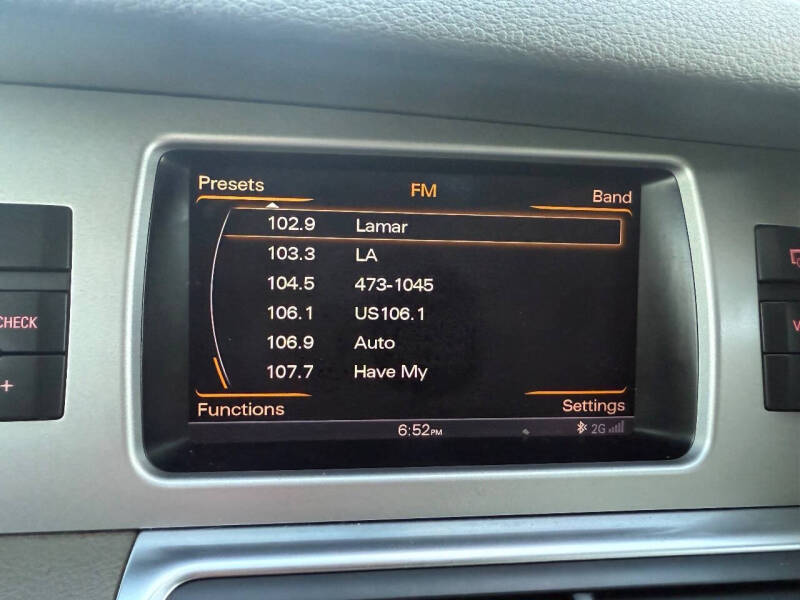 Presets FM Band
102.9 Lamar
103.3 LA
CHECK 104.5 473-1045
106.1 US106.1
+ 106.9 Auto
107.7 Have My
Functions Settings
6:52PM 2G